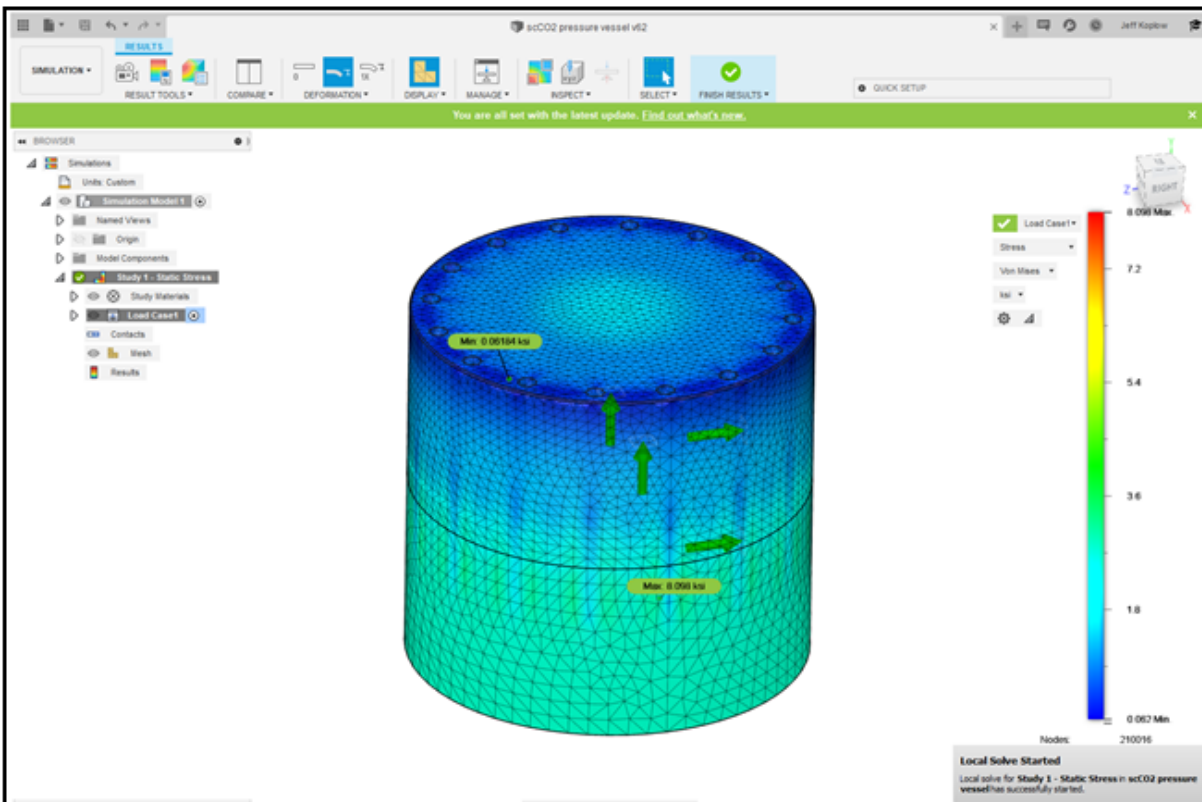 scCO2 pressure vessel v62
Jeff Koplow
RESULTS
SIMULATION
RESULT TOOLS
COMPARE
0
1X
DEFORMATION
DISPLAY
MANAGE
INSPECT
SELECT
FINISH RESULTS
QUICK SETUP
You are all set with the latest update. Find out what's new.
BROWSER
Simulations
Units: Custom
Simulation Model 1
Named Views
Origin
Model Components
Study 1 - Static Stress
Study Materials
Load Case1
Contacts
Mesh
Results
Y
Z
X
RIGHT
Load Case1
Stress
Von Mises
ksi
8.098 Max.
7.2
5.4
3.6
1.8
0.062 Min.
Min: 0.06184 ksi
Max: 8.098 ksi
Nodes: 210016
Local Solve Started
Local solve for Study 1 - Static Stress in scCO2 pressure
vessel has successfully started.